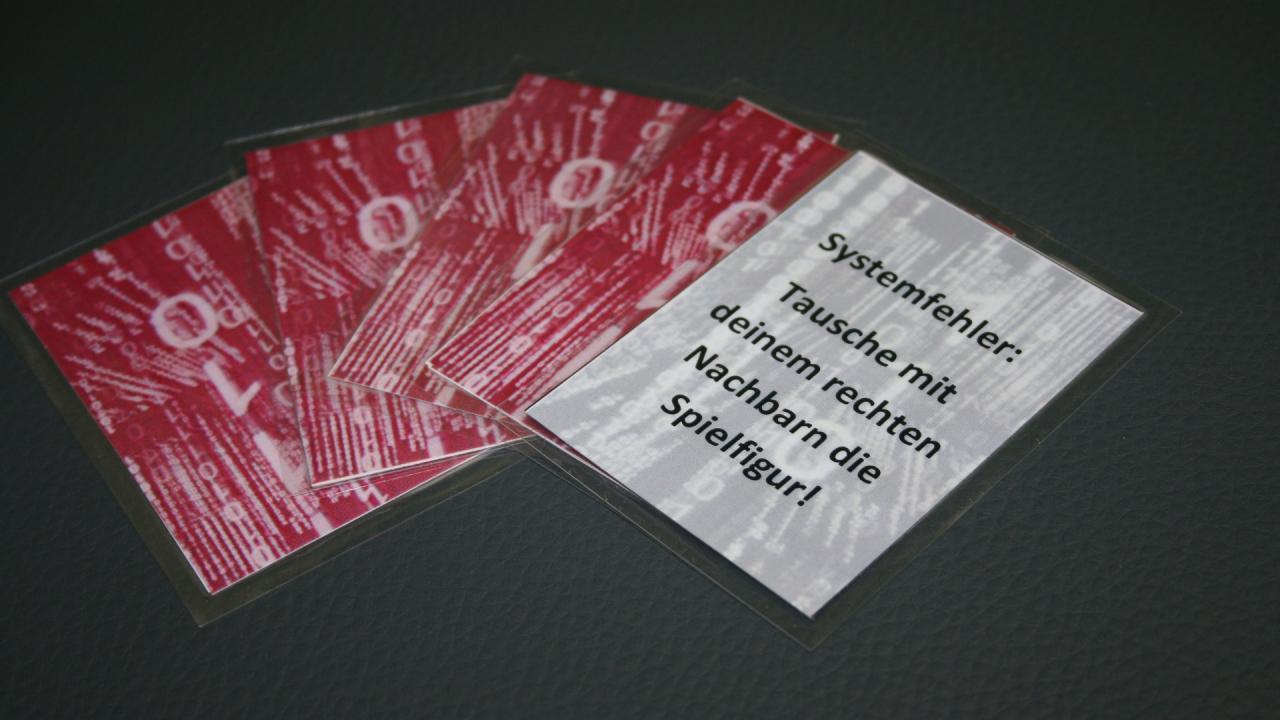 Systemfehler:
Tausche mit
deinem rechten
Nachbarn die
Spielfigur!